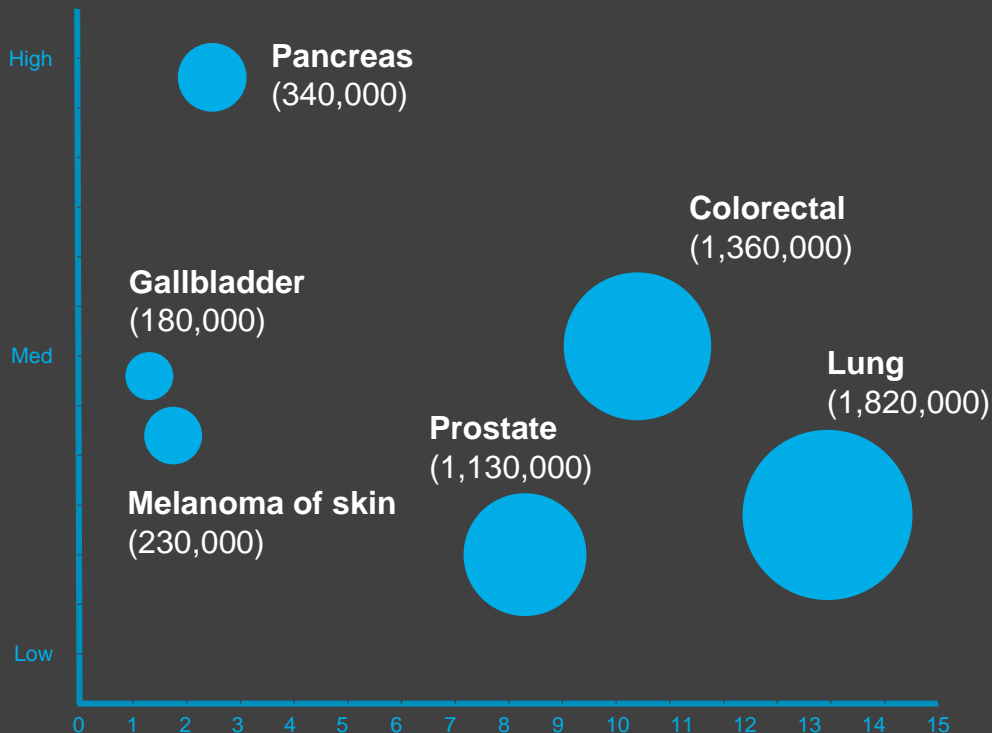 High
Pancreas
(340,000)
Colorectal
(1,360,000)
Gallbladder
(180,000)
Med
Lung
(1,820,000)
Prostate
(1,130,000)
Melanoma of skin
(230,000)
Low
0 1 2 3 4 5 6 7 8 9 10 11 12 13 14 15